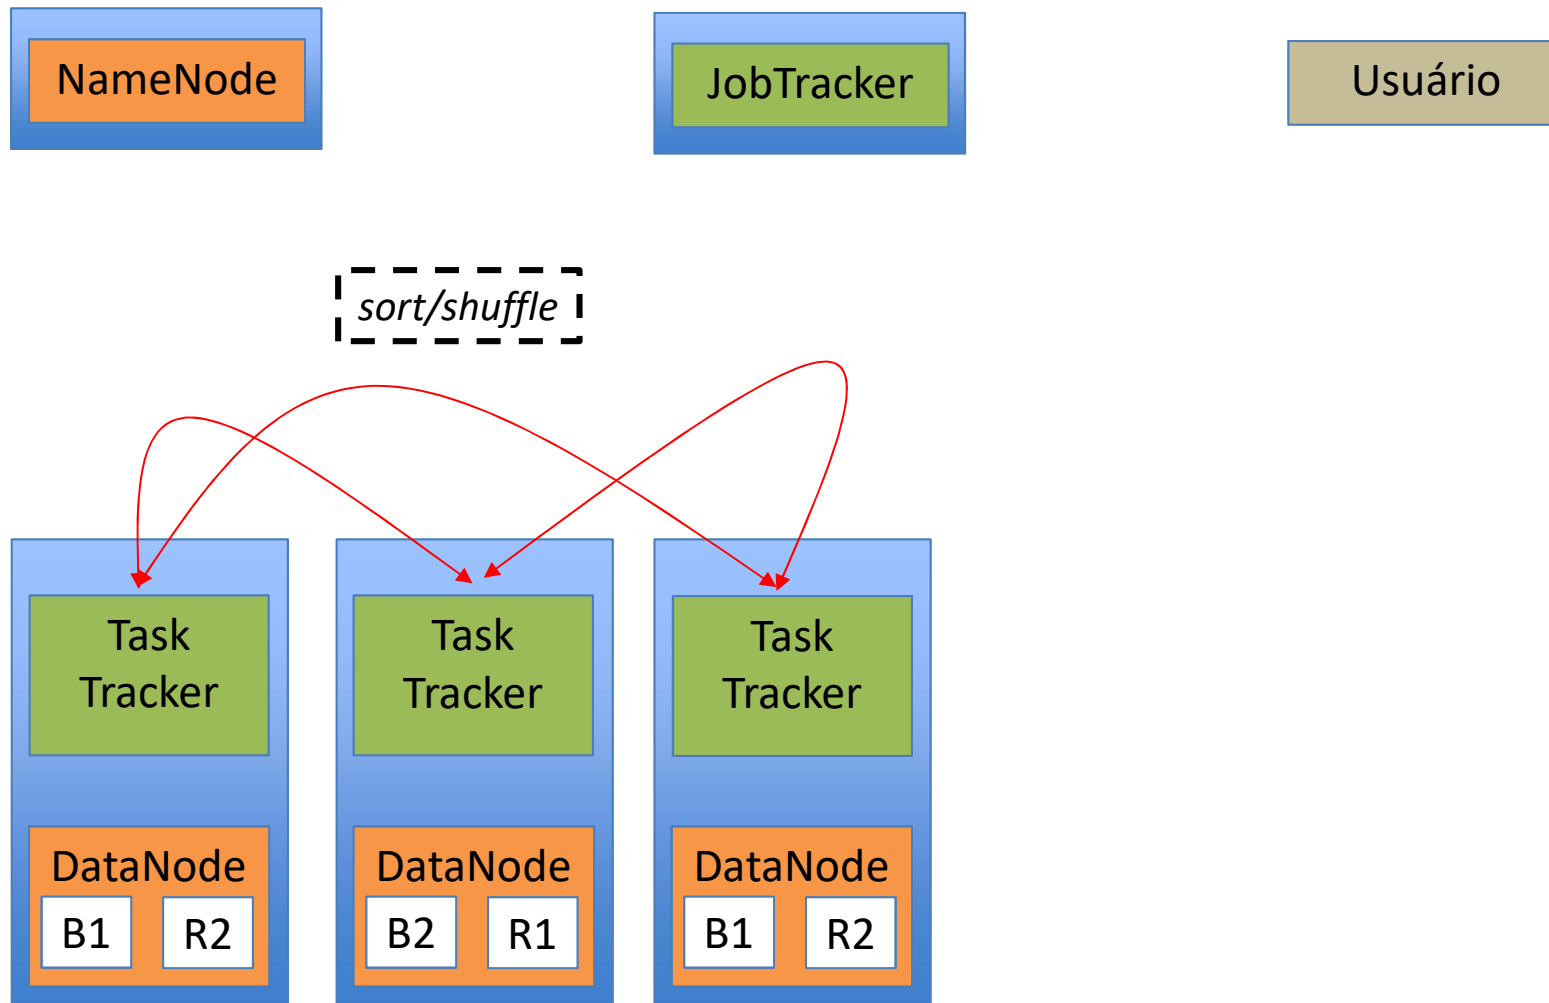 NameNode
JobTracker
Usuário
sort/shuffle
Task
Tracker
Task
Tracker
Task
Tracker
DataNode
B1 R2
DataNode
B2 R1
DataNode
B1 R2